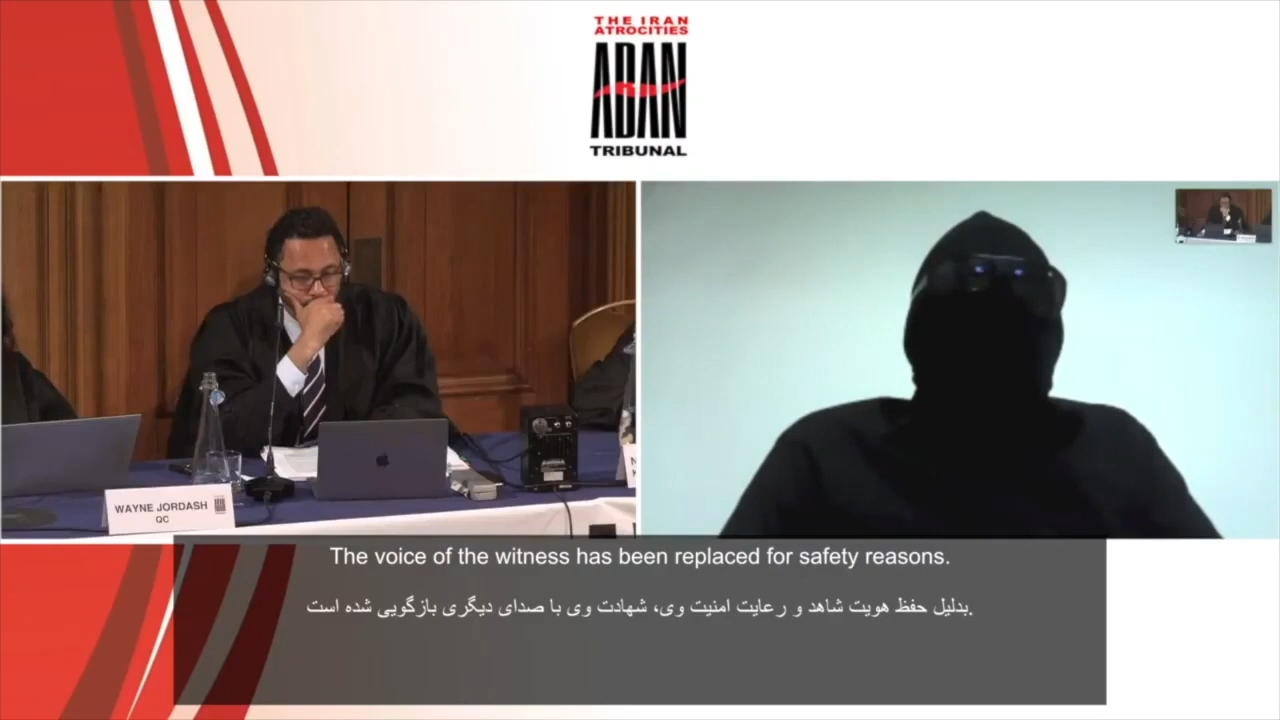 THE IRAN
ATROCITIES
ABAN
TRIBUNAL
WAYNE JORDASH
QC
The voice of the witness has been replaced for safety reasons.
بدلیل حفظ هویت شاهد و رعایت امنیت وی، شهادت وی با صدای دیگری بازگویی شده است.